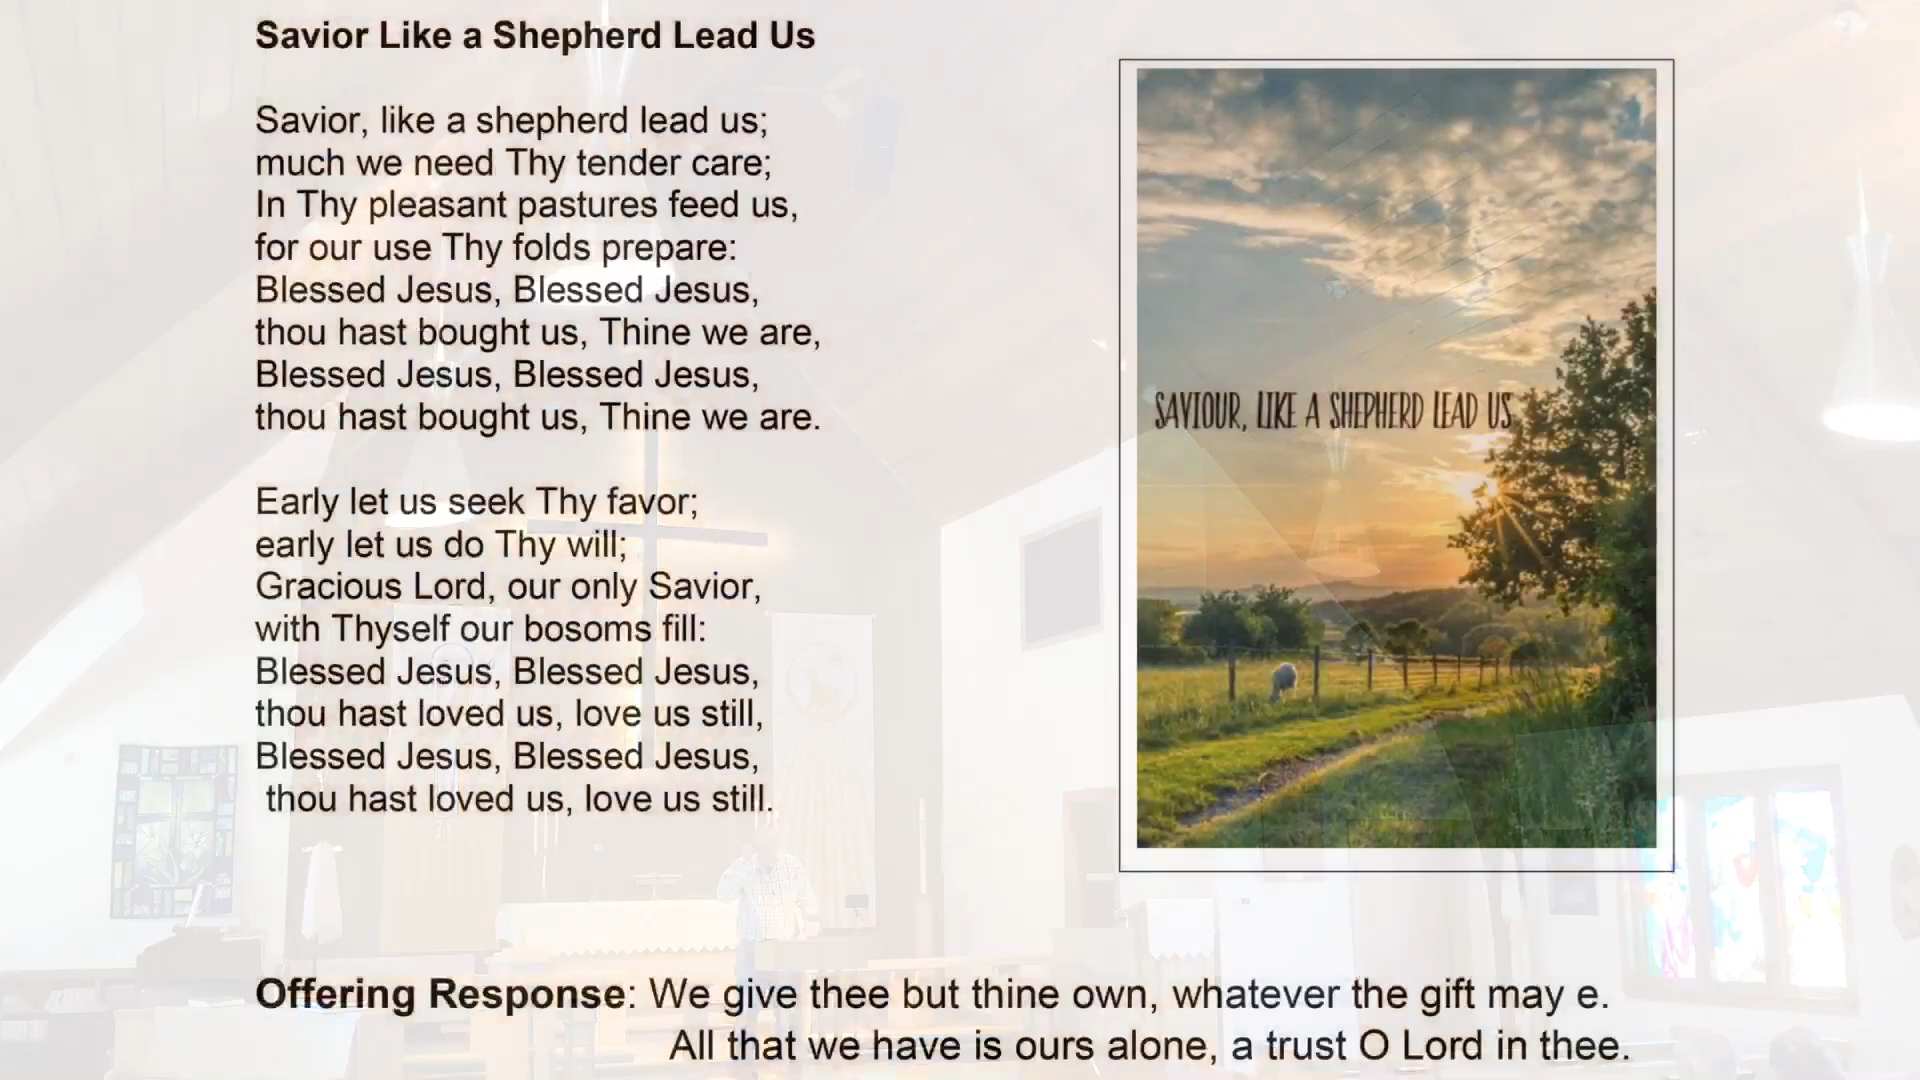 Savior Like a Shepherd Lead Us
Savior, like a shepherd lead us;
much we need Thy tender care;
In Thy pleasant pastures feed us,
for our use Thy folds prepare:
Blessed Jesus, Blessed Jesus,
thou hast bought us, Thine we are,
Blessed Jesus, Blessed Jesus,
thou hast bought us, Thine we are.
Early let us seek Thy favor;
early let us do Thy will;
Gracious Lord, our only Savior,
with Thyself our bosoms fill:
Blessed Jesus, Blessed Jesus,
thou hast loved us, love us still,
Blessed Jesus, Blessed Jesus,
thou hast loved us, love us still.
SAVIOUR, LIKE A SHEPHERD LEAD US
Offering Response: We give thee but thine own, whatever the gift may e.
All that we have is ours alone, a trust O Lord in thee.